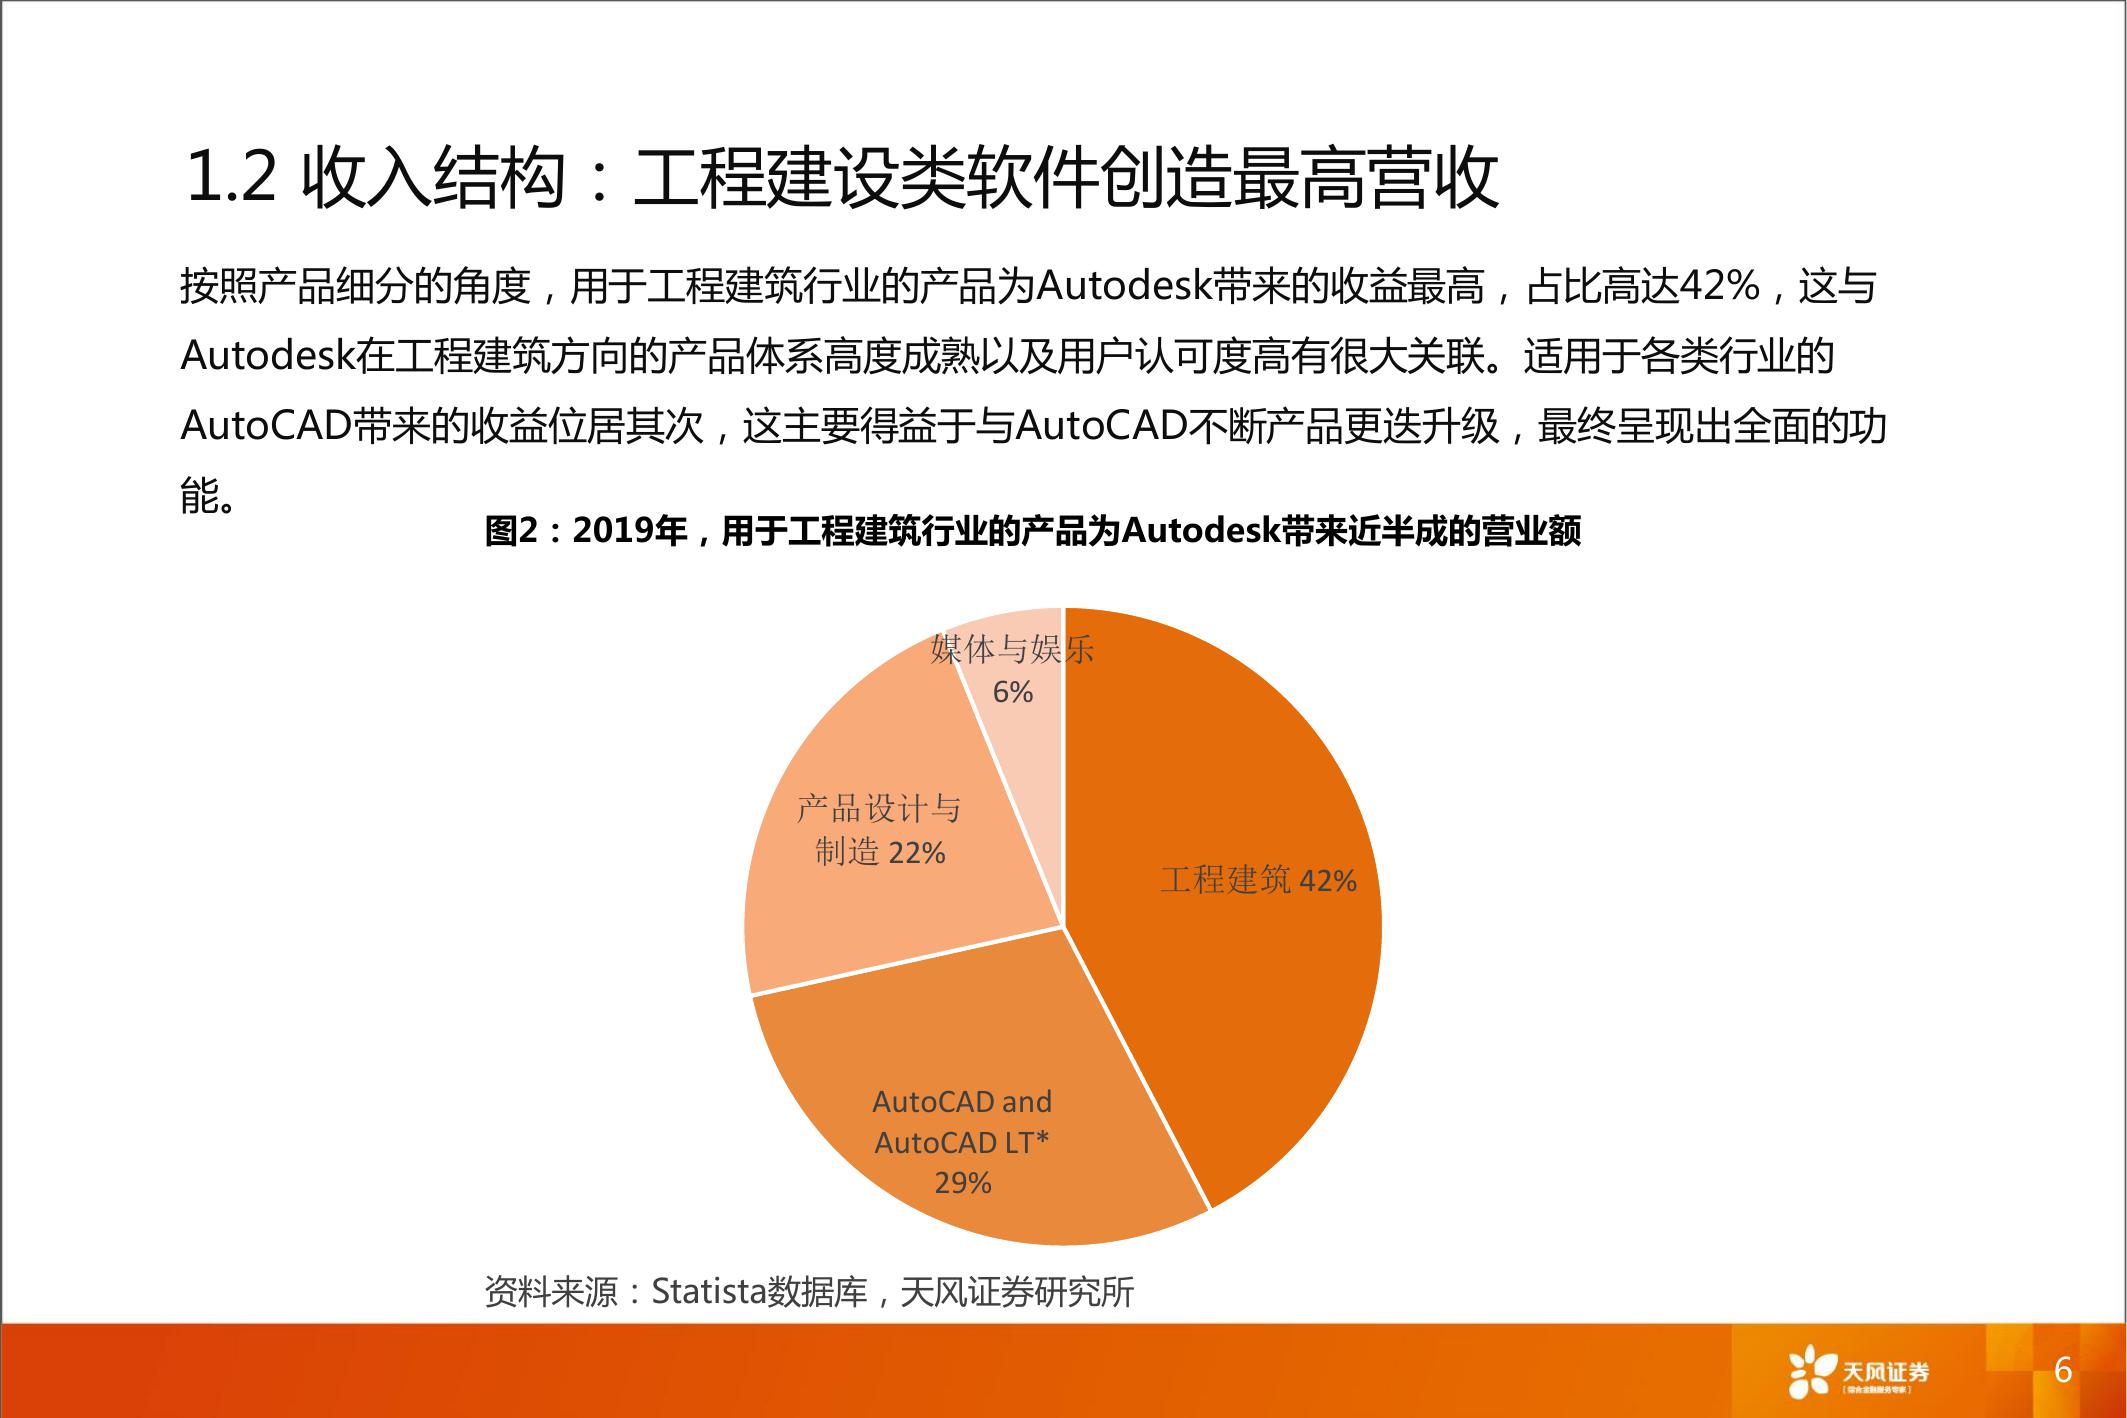 1.2 收入结构：工程建设类软件创造最高营收
按照产品细分的角度，用于工程建筑行业的产品为Autodesk带来的收益最高，占比高达42%，这与
Autodesk在工程建筑方向的产品体系高度成熟以及用户认可度高有很大关联。适用于各类行业的
AutoCAD带来的收益位居其次，这主要得益于与AutoCAD不断产品更迭升级，最终呈现出全面的功
能。
图2：2019年，用于工程建筑行业的产品为Autodesk带来近半成的营业额
媒体与娱乐
6%
产品设计与
制造 22%
工程建筑 42%
AutoCAD and
AutoCAD LT*
29%
资料来源：Statista数据库，天风证券研究所
天风证券
[综合金融服务专家]
6